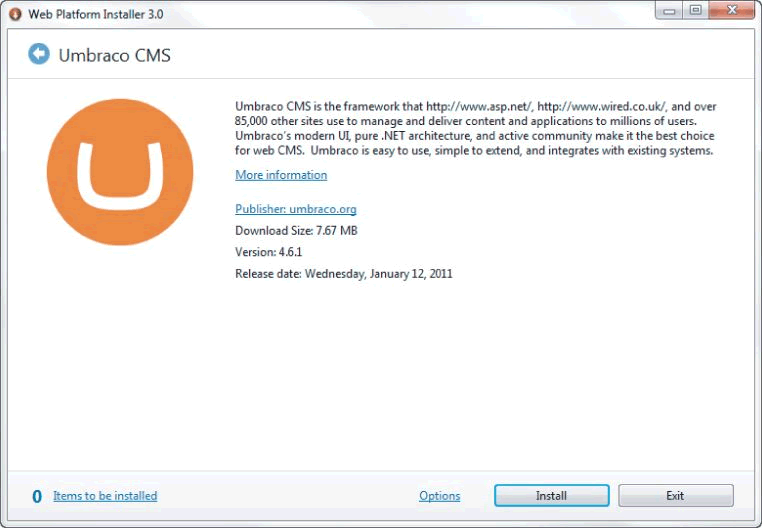 Web Platform Installer 3.0
Umbraco CMS
Umbraco CMS is the framework that http://www.asp.net/, http://www.wired.co.uk/, and over
85,000 other sites use to manage and deliver content and applications to millions of users.
Umbraco's modern UI, pure .NET architecture, and active community make it the best choice
for web CMS. Umbraco is easy to use, simple to extend, and integrates with existing systems.
More information
Publisher: umbraco.org
Download Size: 7.67 MB
Version: 4.6.1
Release date: Wednesday, January 12, 2011
0 Items to be installed Options Install Exit